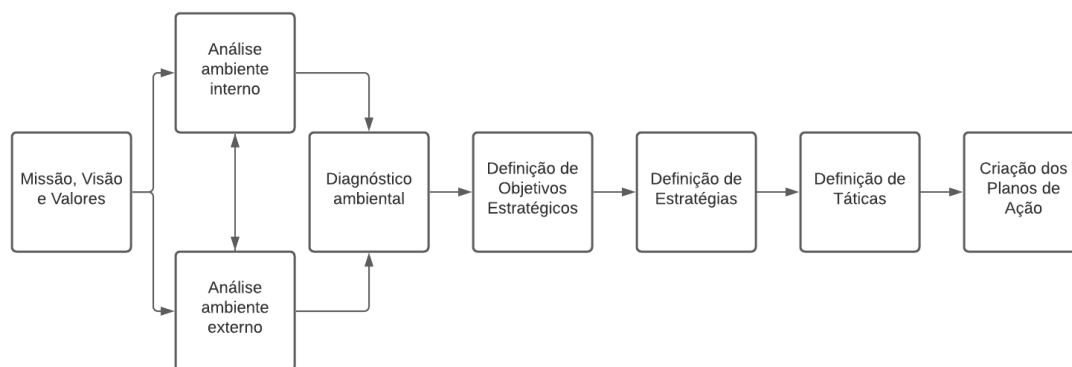 Missão, Visão
e Valores
Análise
ambiente
interno
Análise
ambiente
externo
Diagnóstico
ambiental
Definição de
Objetivos
Estratégicos
Definição de
Estratégias
Definição de
Táticas
Criação dos
Planos de
Ação